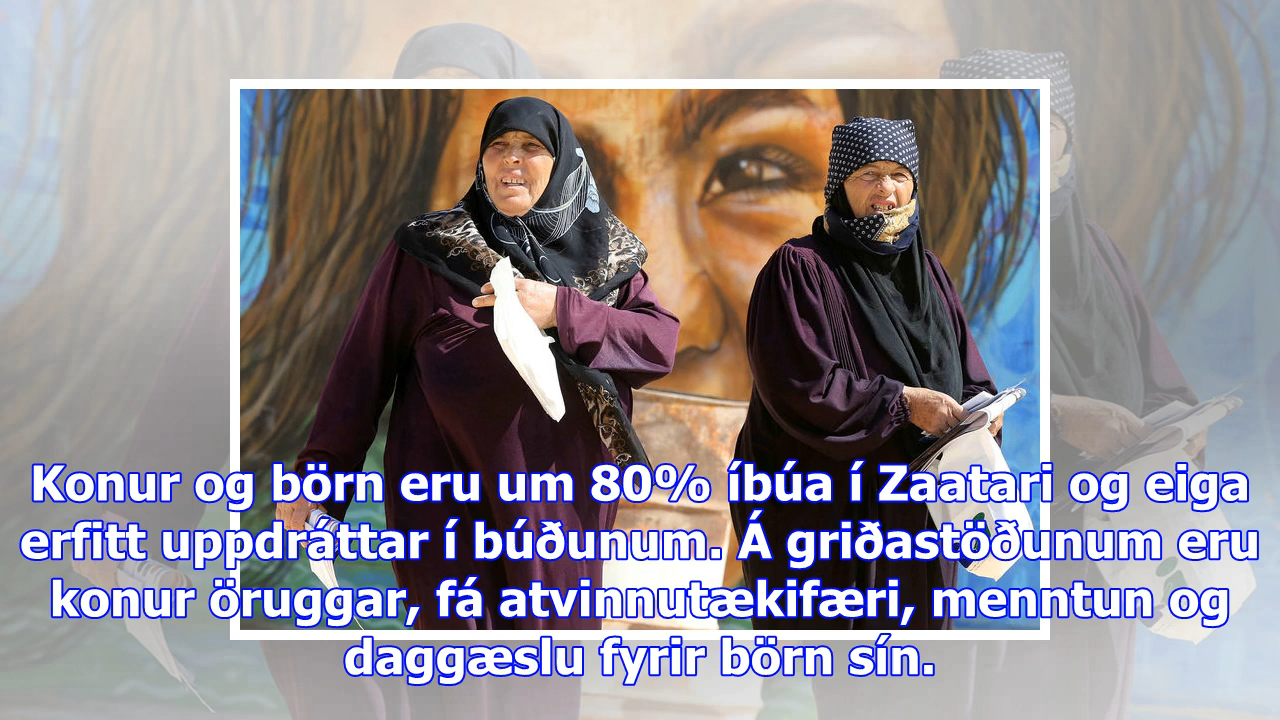 Konur og börn eru um 80% íbúa í Zaatari og eiga
erfitt uppdráttar í búðunum. Á griðastöðunum eru
konur öruggar, fá atvinnutækifæri, menntun og
daggæslu fyrir börn sín.